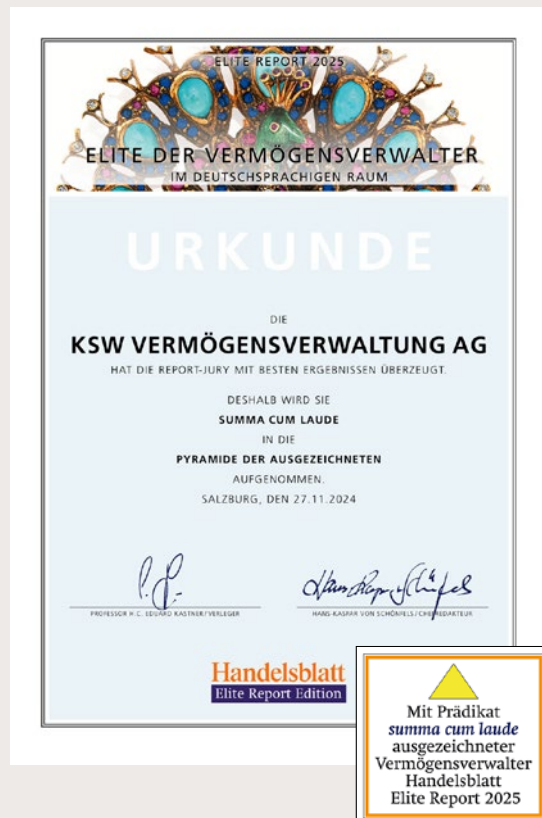 ELITE REPORT 2025
ELITE DER VERMÖGENSVERWALTER
IM DEUTSCHSPRACHIGEN RAUM
URKUNDE
DIE
KSW VERMÖGENSVERWALTUNG AG
HAT DIE REPORT-JURY MIT BESTEN ERGEBNISSEN ÜBERZEUGT.
DESHALB WIRD SIE
SUMMA CUM LAUDE
IN DIE
PYRAMIDE DER AUSGEZEICHNETEN
AUFGENOMMEN.
SALZBURG, DEN 27.11.2024
PROFESSOR H.C. EDUARD KASTNER/VERLEGER
HANS-KASPAR VON SCHÖNFELS/CHEFREDAKTEUR
Handelsblatt
Elite Report Edition
Mit Prädikat
summa cum laude
ausgezeichneter
Vermögensverwalter
Handelsblatt
Elite Report 2025